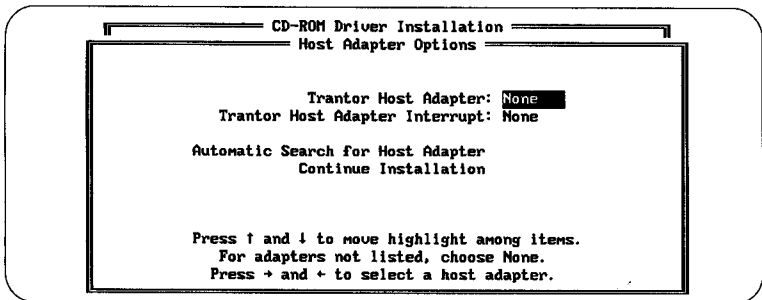 CD-ROM Driver Installation
Host Adapter Options
Trantor Host Adapter: None
Trantor Host Adapter Interrupt: None
Automatic Search for Host Adapter
Continue Installation
Press ↑ and ↓ to move highlight among items.
For adapters not listed, choose None.
Press → and ← to select a host adapter.